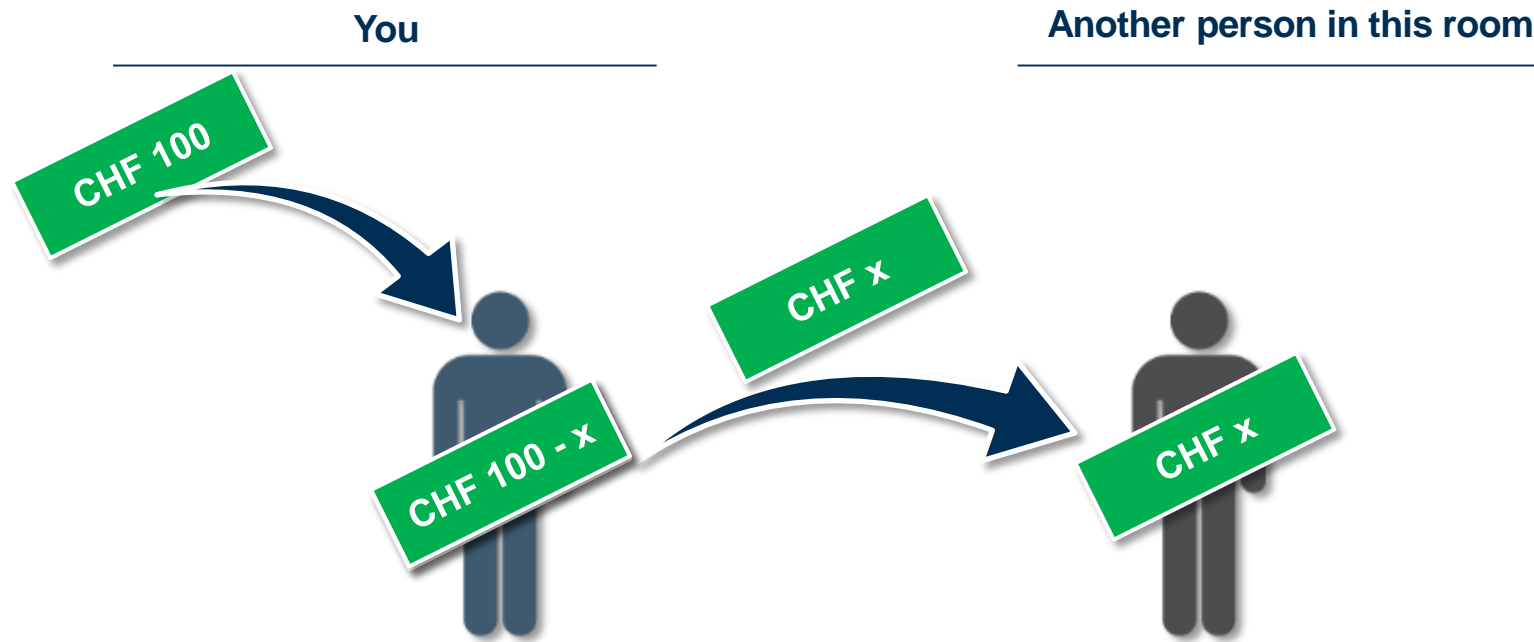 You
Another person in this room
CHF 100
CHF x
CHF 100 - x
CHF x